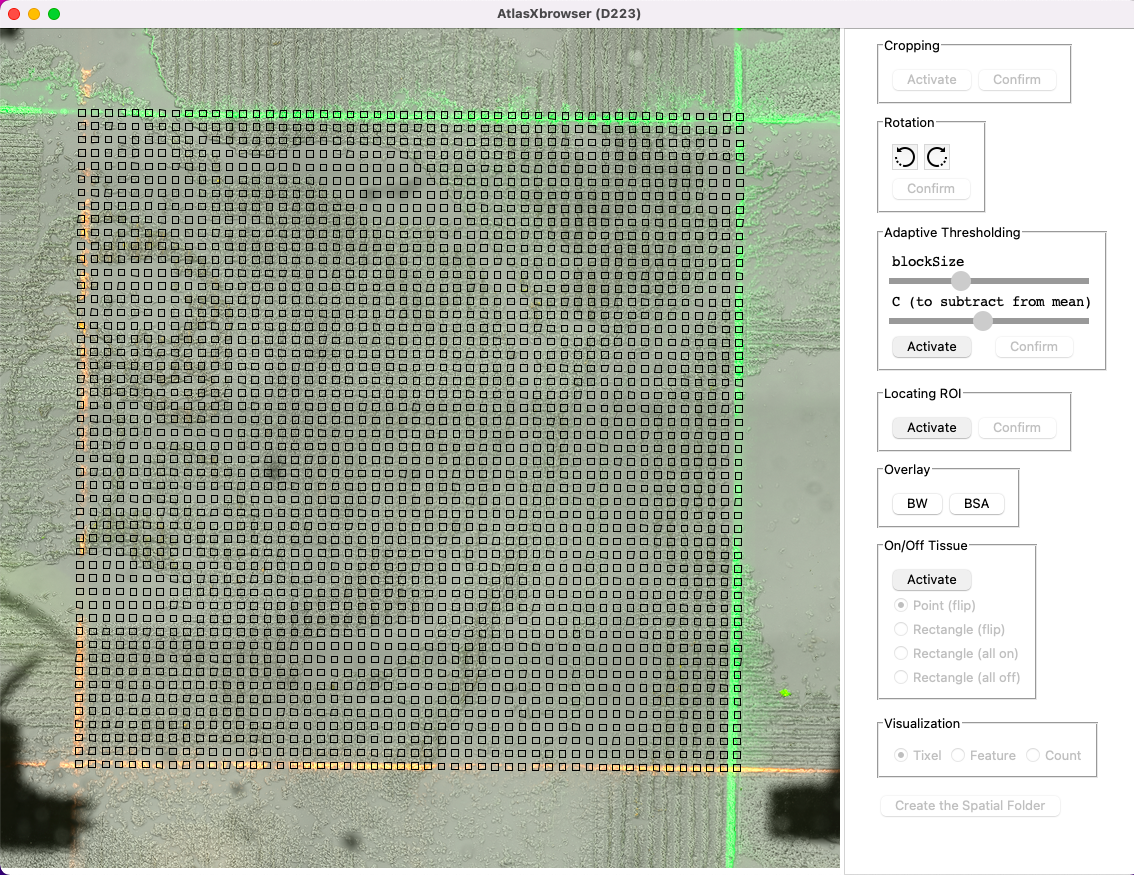 AtlasXbrowser (D223)
Cropping
Activate Confirm
Rotation
Confirm
Adaptive Thresholding
blockSize
C (to subtract from mean)
Activate Confirm
Locating ROI
Activate Confirm
Overlay
BW BSA
On/Off Tissue
Activate
Point (flip)
Rectangle (flip)
Rectangle (all on)
Rectangle (all off)
Visualization
Tixel Feature Count
Create the Spatial Folder